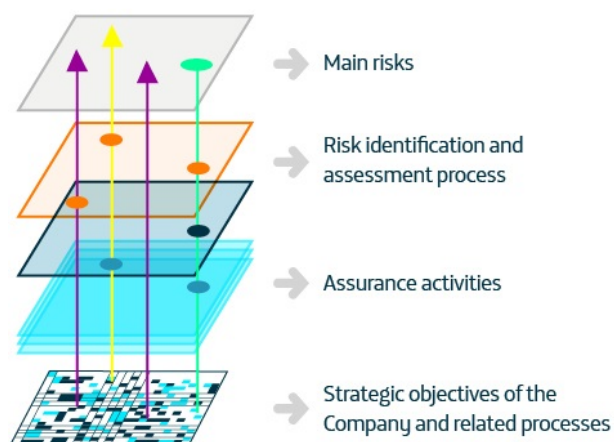 Main risks
Risk identification and
assessment process
Assurance activities
Strategic objectives of the
Company and related processes